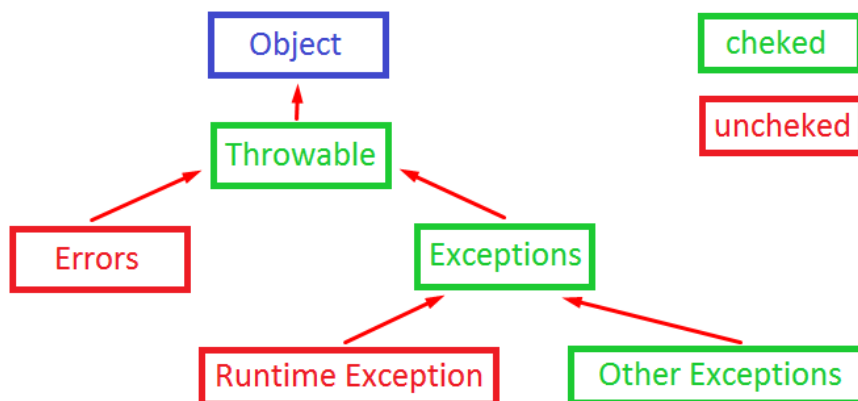 Object
cheked
Throwable
uncheked
Errors
Exceptions
Runtime Exception
Other Exceptions